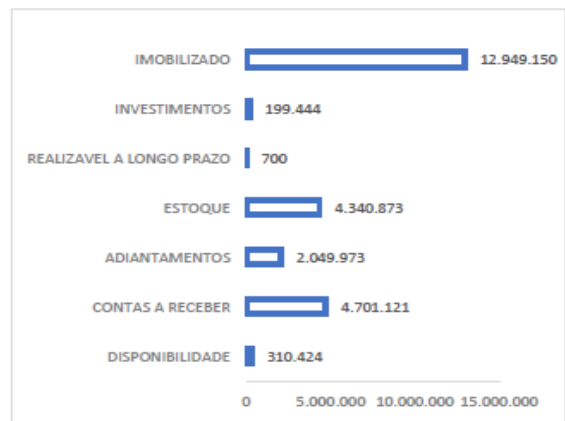 IMOBILIZADO 12.949.150
INVESTIMENTOS 199.444
REALIZAVEL A LONGO PRAZO 700
ESTOQUE 4.340.873
ADIANTAMENTOS 2.049.973
CONTAS A RECEBER 4.701.121
DISPONIBILIDADE 310.424
0 5.000.000 10.000.000 15.000.000